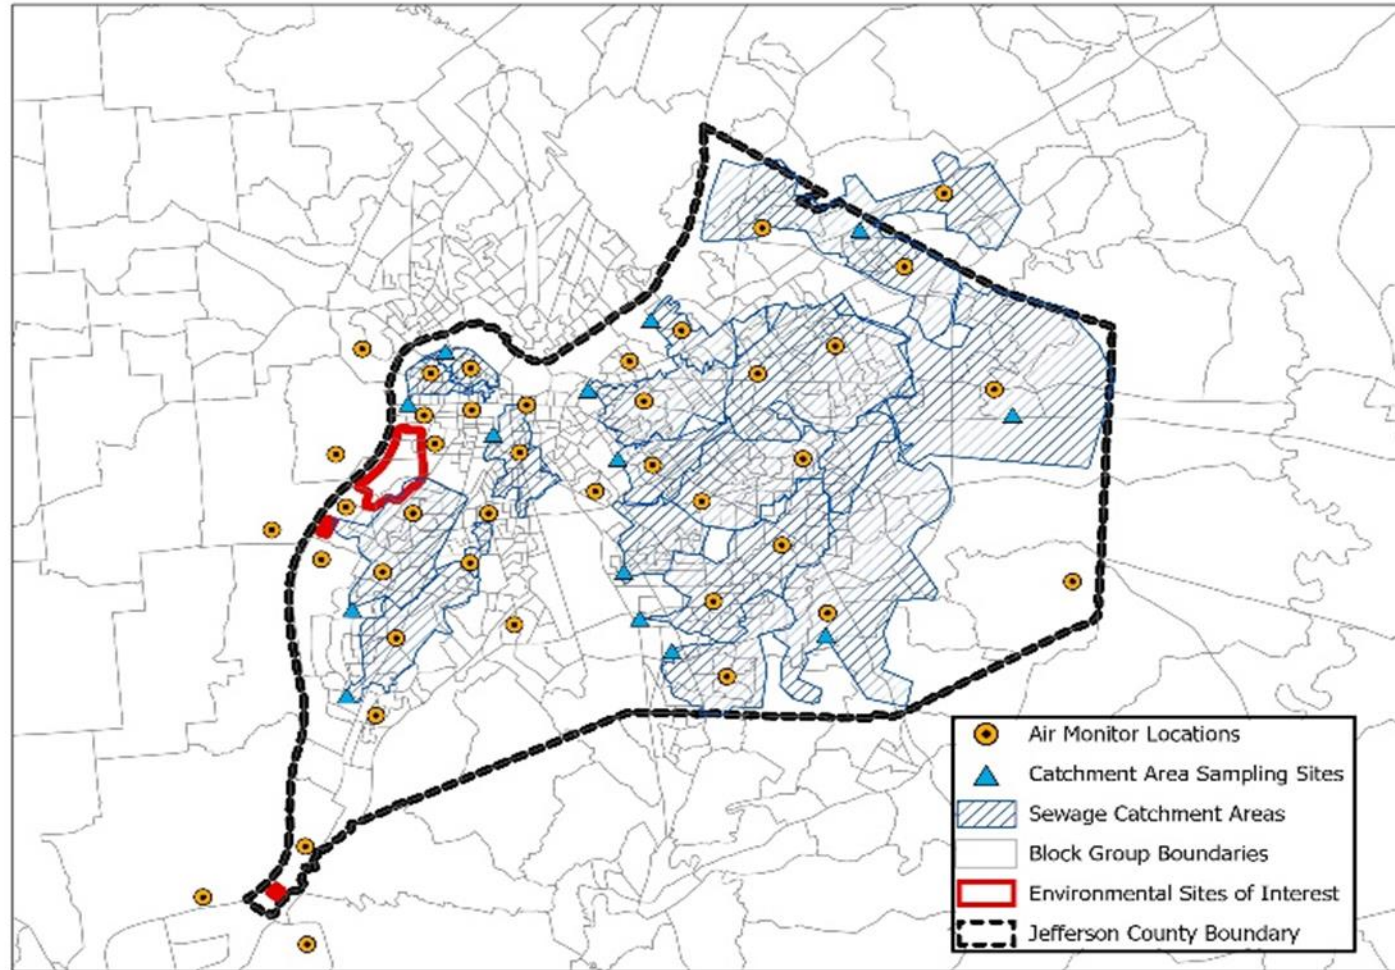 Air Monitor Locations
Catchment Area Sampling Sites
Sewage Catchment Areas
Block Group Boundaries
Environmental Sites of Interest
Jefferson County Boundary